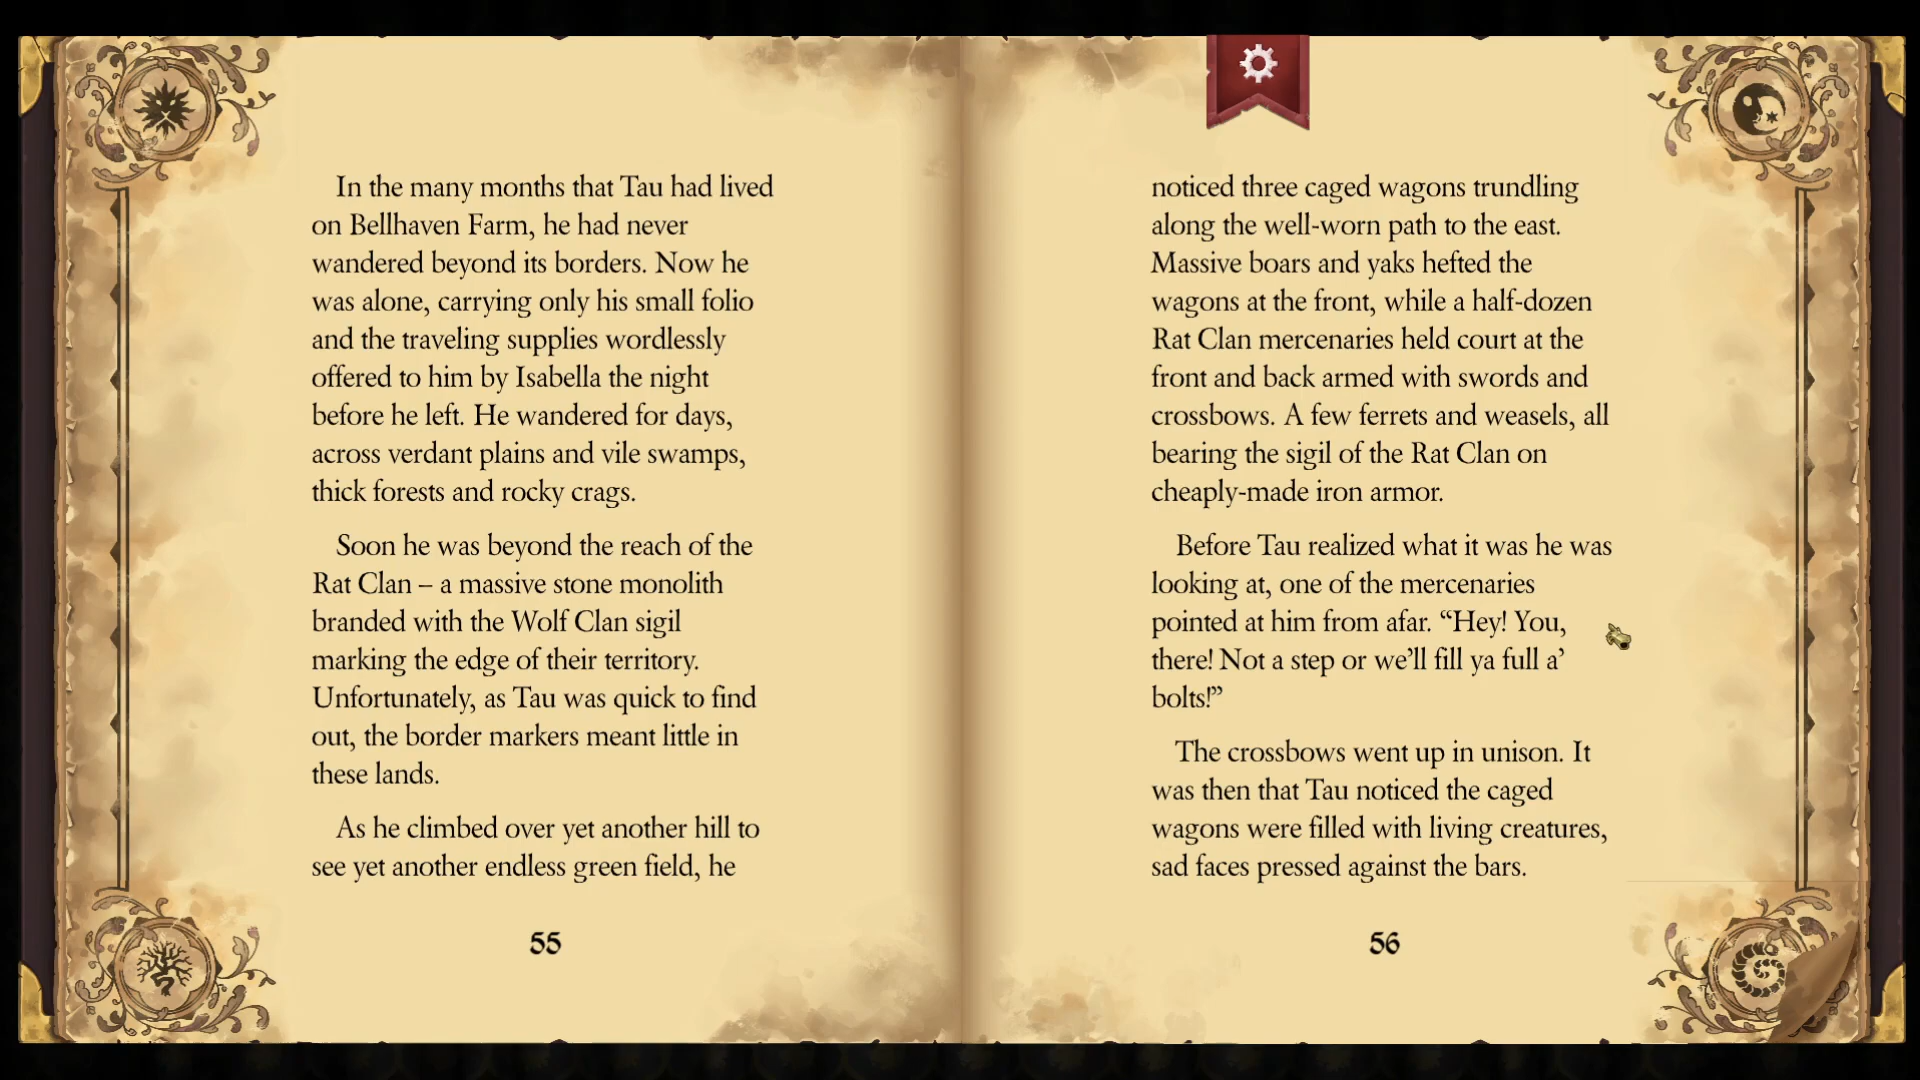 In the many months that Tau had lived
on Bellhaven Farm, he had never
wandered beyond its borders. Now he
was alone, carrying only his small folio
and the traveling supplies wordlessly
offered to him by Isabella the night
before he left. He wandered for days,
across verdant plains and vile swamps,
thick forests and rocky crags.
Soon he was beyond the reach of the
Rat Clan – a massive stone monolith
branded with the Wolf Clan sigil
marking the edge of their territory.
Unfortunately, as Tau was quick to find
out, the border markers meant little in
these lands.
As he climbed over yet another hill to
see yet another endless green field, he
55
noticed three caged wagons trundling
along the well-worn path to the east.
Massive boars and yaks hefted the
wagons at the front, while a half-dozen
Rat Clan mercenaries held court at the
front and back armed with swords and
crossbows. A few ferrets and weasels, all
bearing the sigil of the Rat Clan on
cheaply-made iron armor.
Before Tau realized what it was he was
looking at, one of the mercenaries
pointed at him from afar. “Hey! You,
there! Not a step or we’ll fill ya full a’
bolts!”
The crossbows went up in unison. It
was then that Tau noticed the caged
wagons were filled with living creatures,
sad faces pressed against the bars.
56